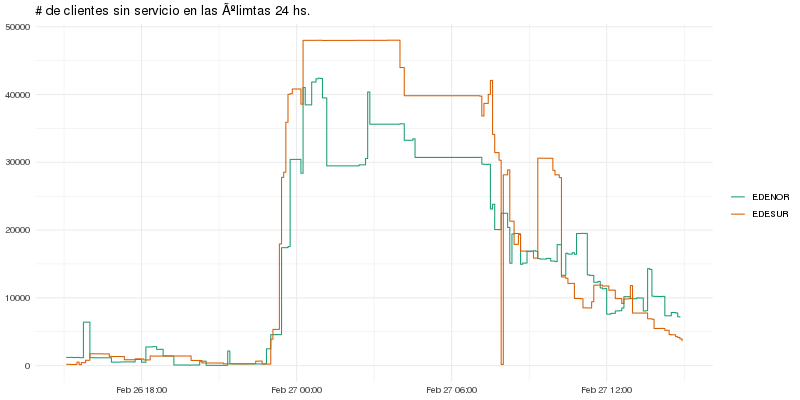 # de clientes sin servicio en las Ãºlimtas 24 hs.
50000
40000
30000
20000
10000
0
Feb 26 18:00
Feb 27 00:00
Feb 27 06:00
Feb 27 12:00
EDENOR
EDESUR